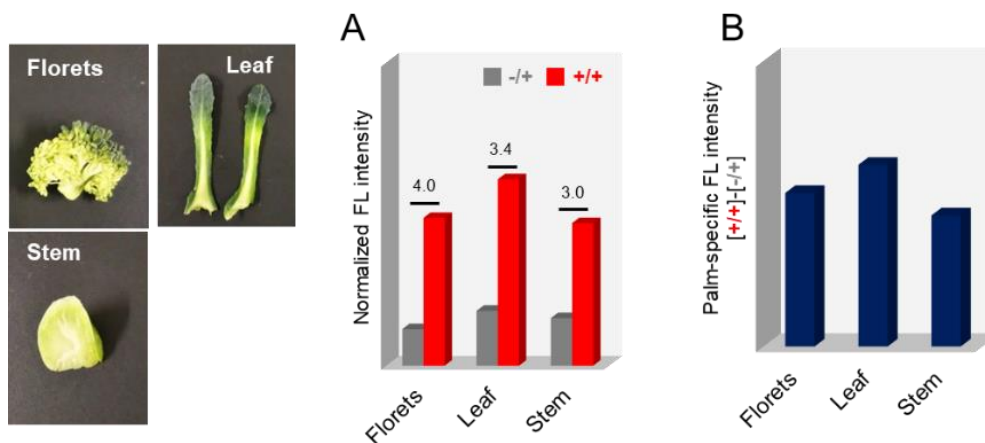 Florets
Leaf
Stem
A
-/+ +/+
4.0
3.4
3.0
Normalized FL intensity
Florets
Leaf
Stem
B
Palm-specific FL intensity
[+/+]-[-/+]
Florets
Leaf
Stem